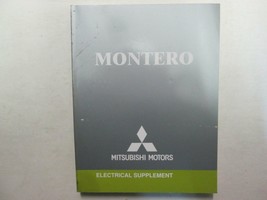 MONTERO
MITSUBISHI MOTORS
ELECTRICAL SUPPLEMENT